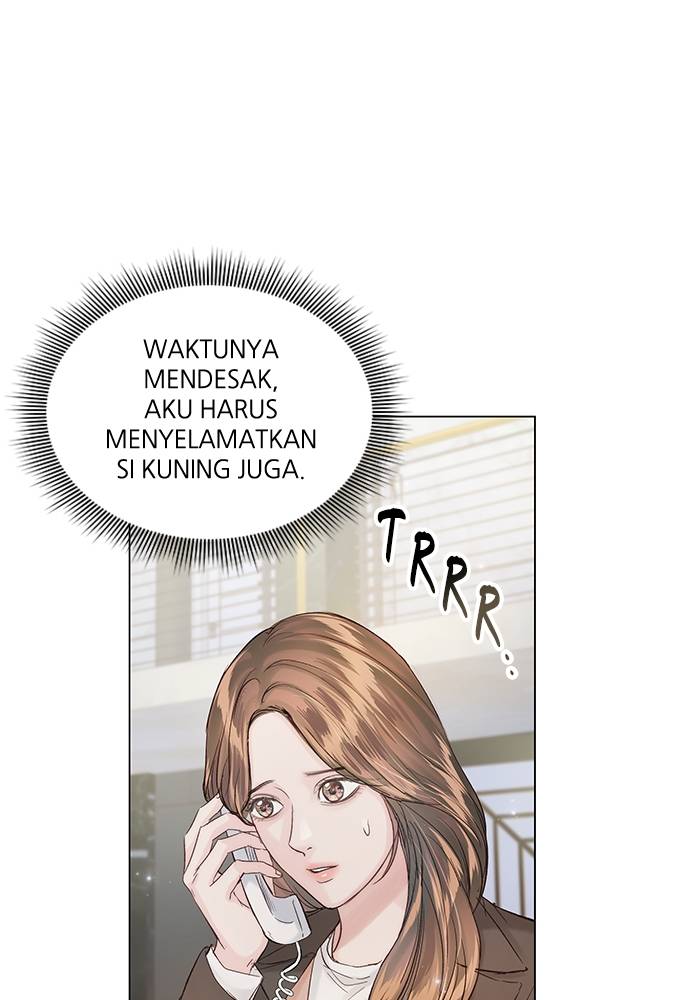 WAKTUNYA
MENDESAK,
AKU HARUS
MENYELAMATKAN
SI KUNING JUGA.
TRRR...